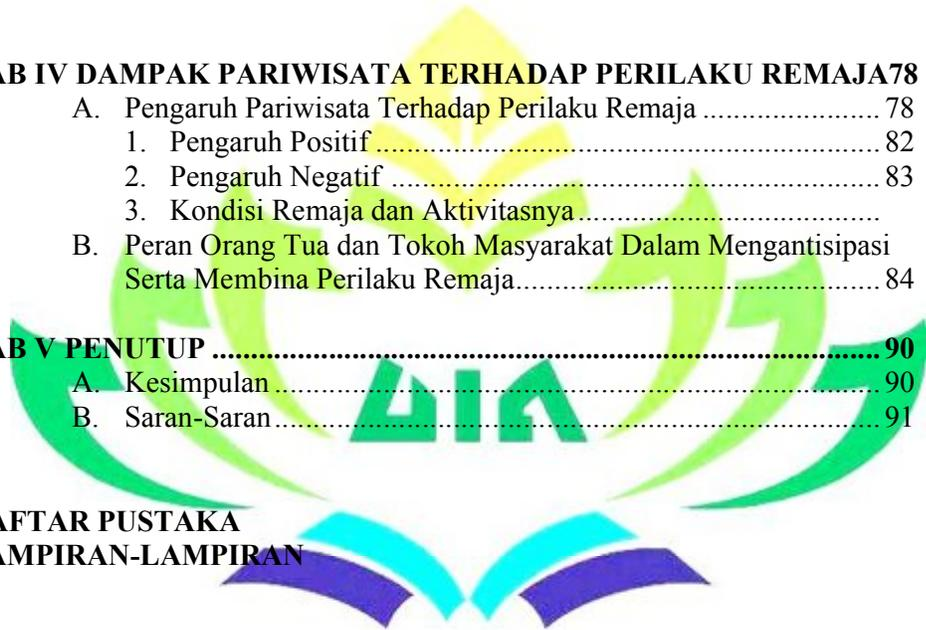 AB IV DAMPAK PARIWISATA TERHADAP PERILAKU REMAJA78
A. Pengaruh Pariwisata Terhadap Perilaku Remaja ...................... 78
1. Pengaruh Positif ................................................................ 82
2. Pengaruh Negatif .............................................................. 83
3. Kondisi Remaja dan Aktivitasnya ......................................
B. Peran Orang Tua dan Tokoh Masyarakat Dalam Mengantisipasi
Serta Membina Perilaku Remaja.............................................. 84
AB V PENUTUP ........................................................................... 90
A. Kesimpulan ............................................................................. 90
B. Saran-Saran ............................................................................. 91
UIN
AFTAR PUSTAKA
AMPIRAN-LAMPIRAN